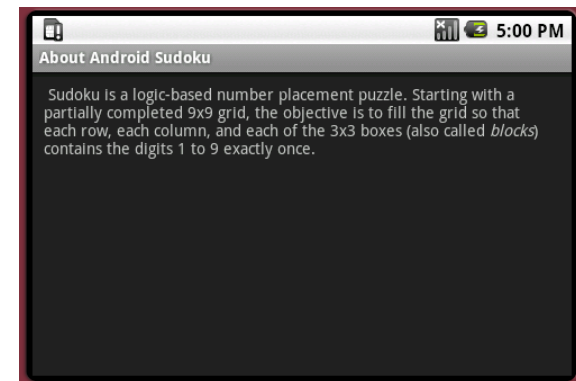 5:00 PM
About Android Sudoku
Sudoku is a logic-based number placement puzzle. Starting with a
partially completed 9x9 grid, the objective is to fill the grid so that
each row, each column, and each of the 3x3 boxes (also called blocks)
contains the digits 1 to 9 exactly once.